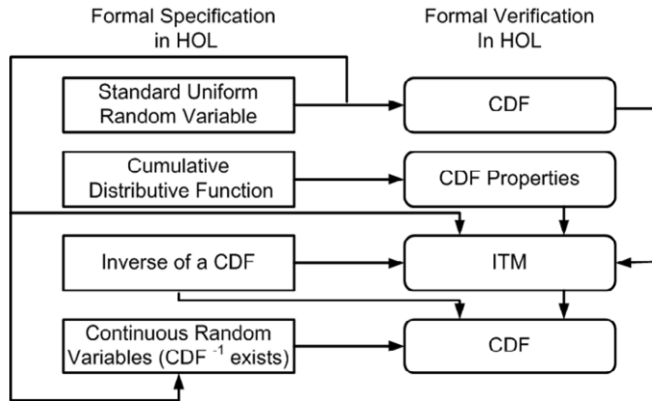 Formal Specification
in HOL
Formal Verification
In HOL
Standard Uniform
Random Variable
CDF
Cumulative
Distributive Function
CDF Properties
Inverse of a CDF
ITM
Continuous Random
Variables (CDF⁻¹ exists)
CDF